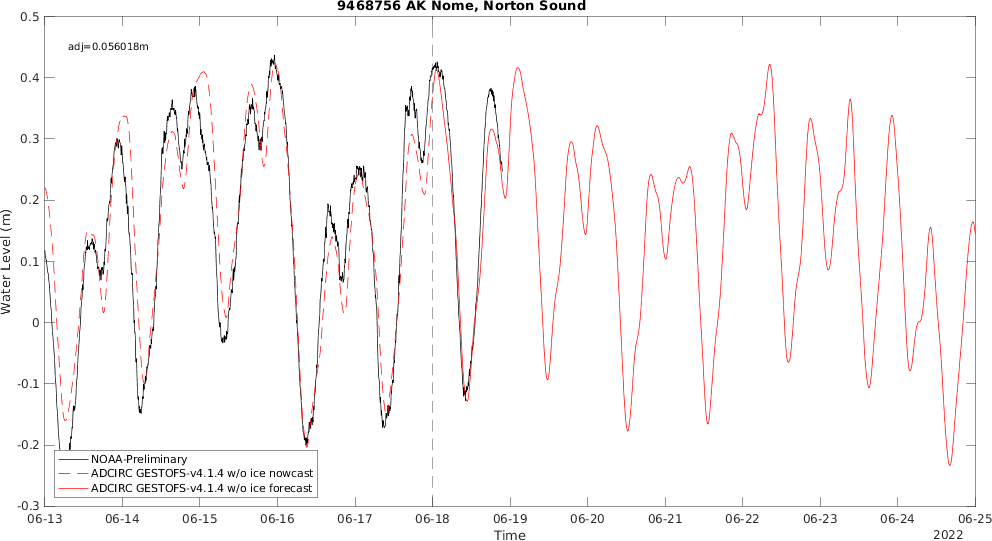 9468756 AK Nome, Norton Sound
adj=0.056018m
0.5
0.4
0.3
0.2
0.1
0
-0.1
-0.2
-0.3
Water Level (m)
NOAA-Preliminary
ADCIRC GESTOFS-v4.1.4 w/o ice nowcast
ADCIRC GESTOFS-v4.1.4 w/o ice forecast
06-13 06-14 06-15 06-16 06-17 06-18 06-19 06-20 06-21 06-22 06-23 06-24 06-25
Time
2022